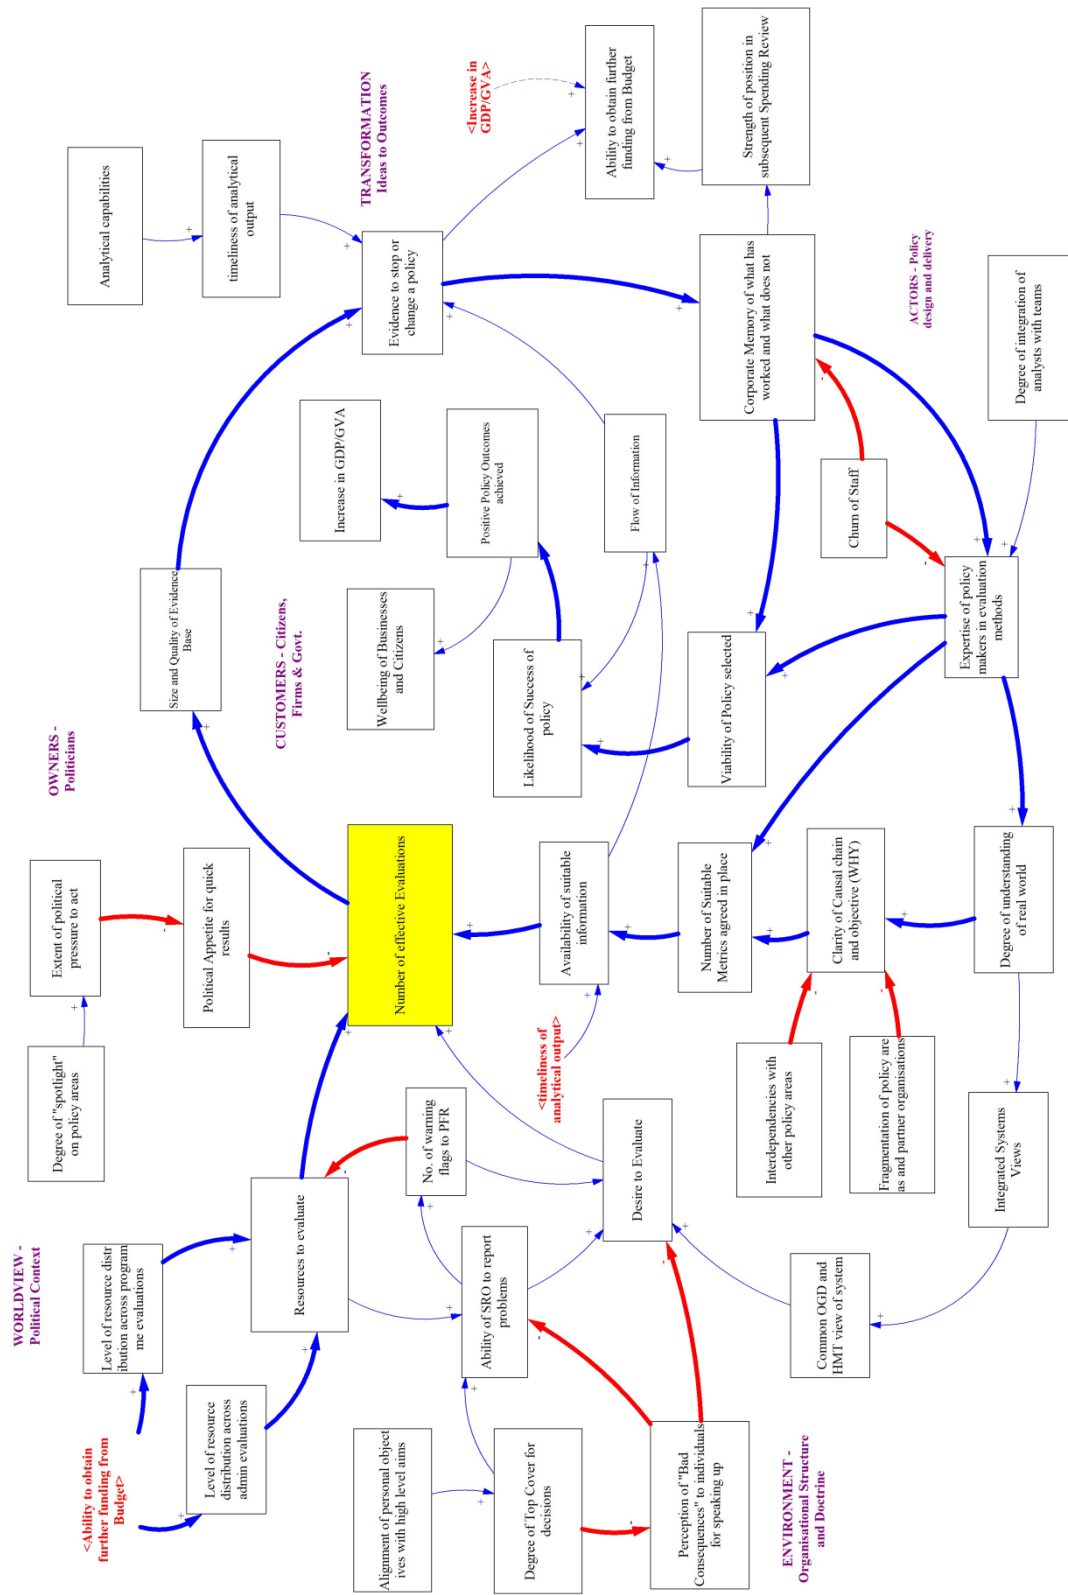 WORLDVIEW -
Political Context
OWNERS -
Politicians
<Ability to obtain
further funding from
Budget>
Level of resource distr
ibution across program
me evaluations
Degree of "spotlight"
on policy areas
Extent of political
pressure to act
Analytical capabilities
Level of resource
distribution across
admin evaluations
Political Appetite for quick
results
Size and Quality of Evidence
Base
timeliness of analytical
output
Resources to evaluate
CUSTOMERS - Citizens,
Firms & Govt.
Number of effective Evaluations
Increase in GDP/GVA
TRANSFORMATION
Ideas to Outcomes
Alignment of personal object
ives with high level aims
No. of warning
flags to PFR
Wellbeing of Businesses
and Citizens
Evidence to stop or
change a policy
Ability of SRO to report
problems
Positive Policy Outcomes
achieved
<Increase in
GDP/GVA>
Degree of Top Cover for
decisions
<timeliness of
analytical output>
Availability of suitable
information
Likelihood of Success of
policy
Desire to Evaluate
Flow of Information
Ability to obtain further
funding from Budget
Perception of "Bad
Consequences" to individuals
for speaking up
Number of Suitable
Metrics agreed in place
Viability of Policy selected
Corporate Memory of what has
worked and what does not
Strength of position in
subsequent Spending Review
Interdependencies with
other policy areas
Clarity of Causal chain
and objective (WHY)
ENVIRONMENT -
Organisational Structure
and Doctrine
Common OGD and
HMT view of system
Fragmentation of policy are
as and partner organisations
Churn of Staff
ACTORS - Policy
design and delivery
Integrated Systems
Views
Degree of understanding
of real world
Expertise of policy
makers in evaluation
methods
Degree of integration of
analysts with teams